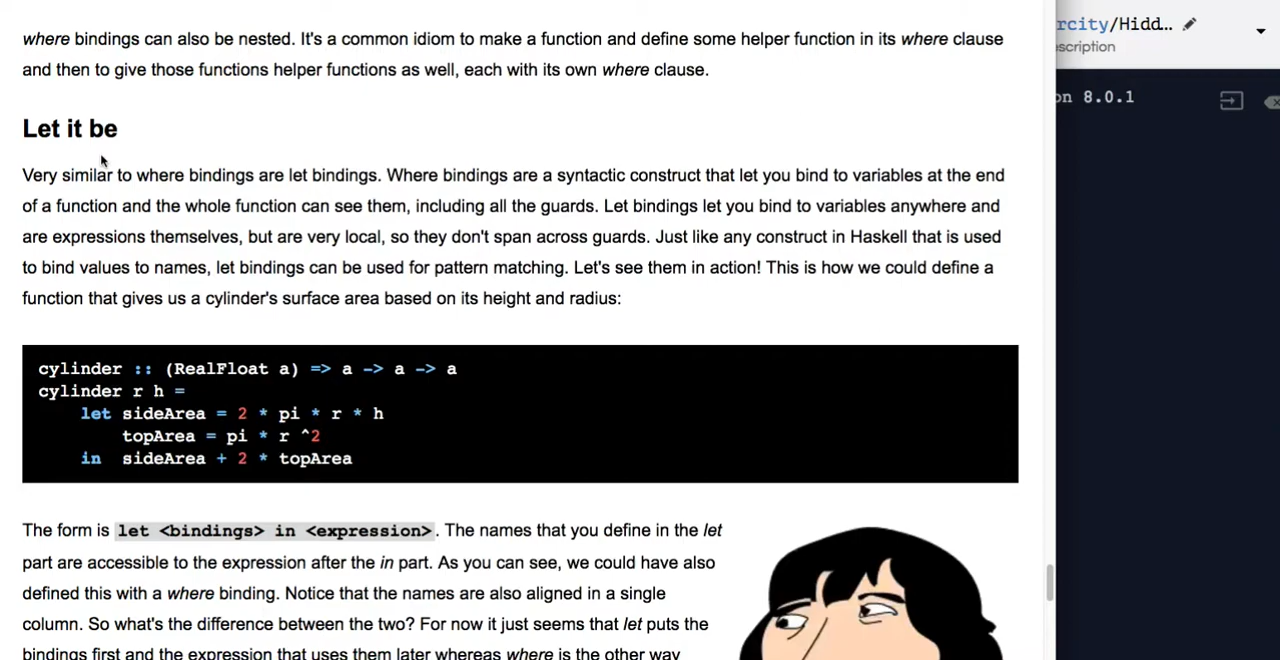 where bindings can also be nested. It's a common idiom to make a function and define some helper function in its where clause
and then to give those functions helper functions as well, each with its own where clause.
Let it be
Very similar to where bindings are let bindings. Where bindings are a syntactic construct that let you bind to variables at the end
of a function and the whole function can see them, including all the guards. Let bindings let you bind to variables anywhere and
are expressions themselves, but are very local, so they don't span across guards. Just like any construct in Haskell that is used
to bind values to names, let bindings can be used for pattern matching. Let's see them in action! This is how we could define a
function that gives us a cylinder's surface area based on its height and radius:
cylinder :: (RealFloat a) => a -> a -> a
cylinder r h =
let sideArea = 2 * pi * r * h
topArea = pi * r ^2
in sideArea + 2 * topArea
The form is let <bindings> in <expression>. The names that you define in the let
part are accessible to the expression after the in part. As you can see, we could have also
defined this with a where binding. Notice that the names are also aligned in a single
column. So what's the difference between the two? For now it just seems that let puts the
bindings first and the expression that uses them later whereas where is the other way
rcity/Hidd...
scription
on 8.0.1